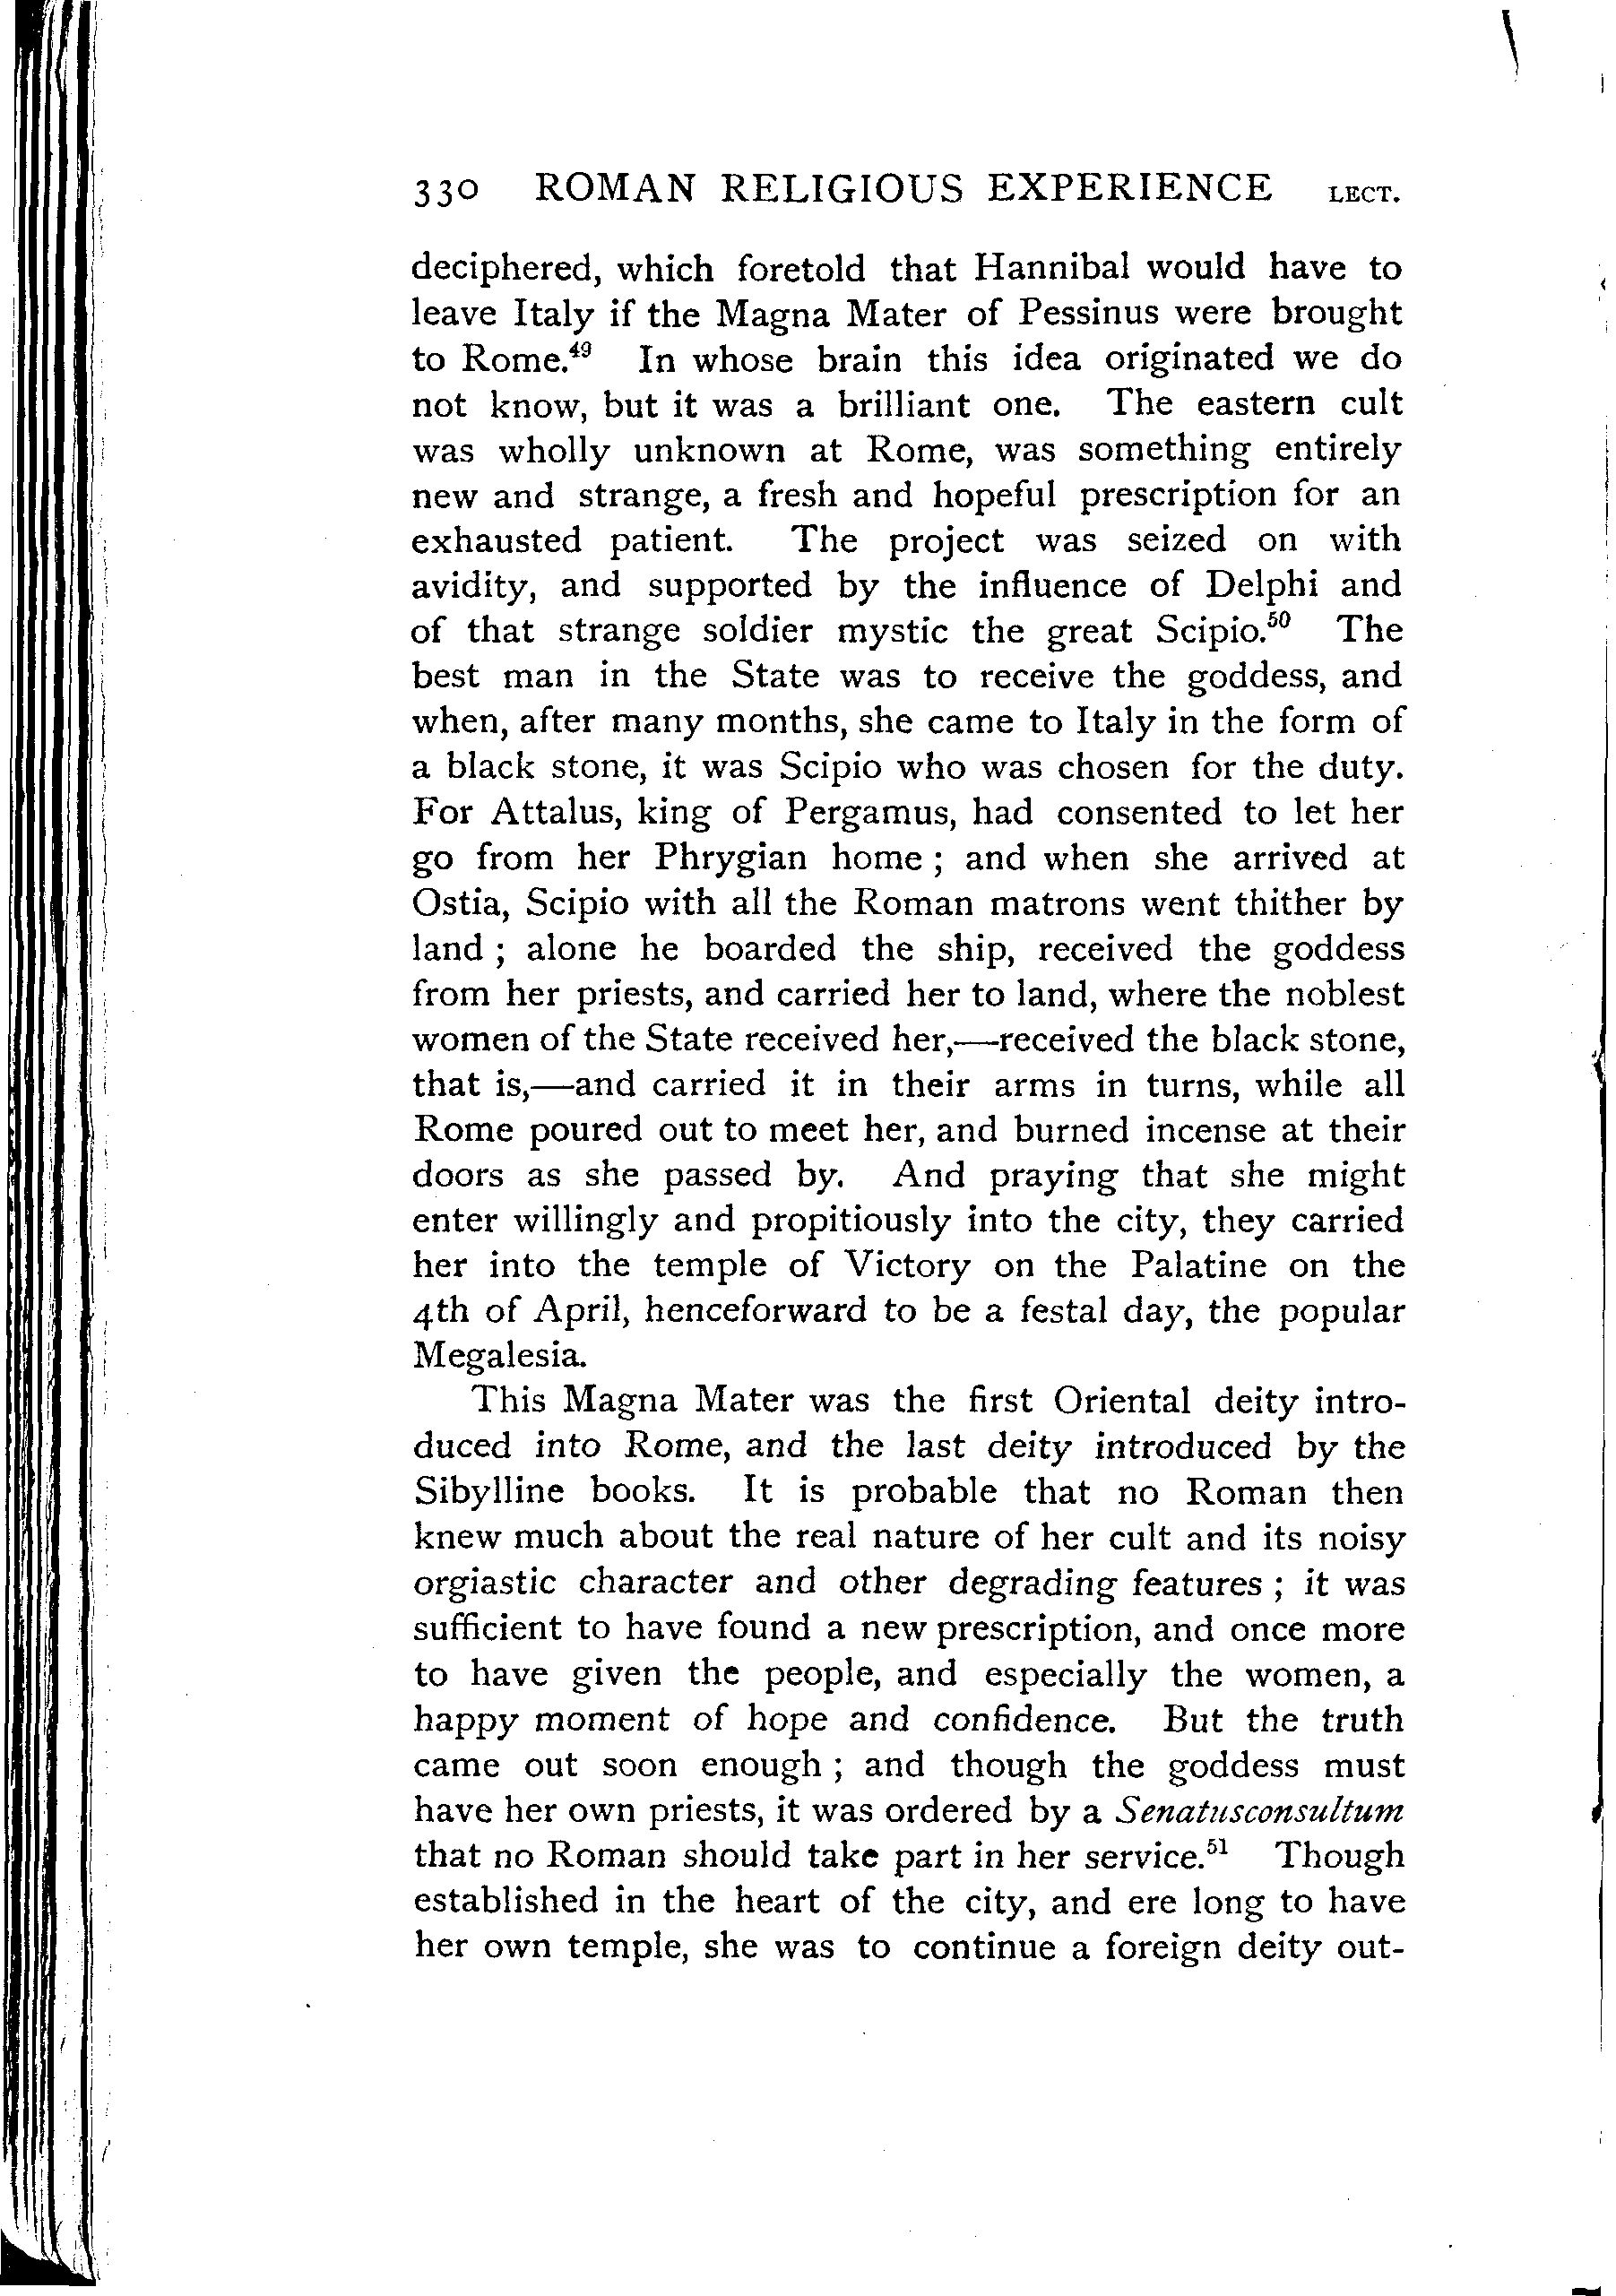 330 ROMAN RELIGIOUS EXPERIENCE LECT.
deciphered, which foretold that Hannibal would have to
leave Italy if the Magna Mater of Pessinus were brought
to Rome.⁴⁹ In whose brain this idea originated we do
not know, but it was a brilliant one. The eastern cult
was wholly unknown at Rome, was something entirely
new and strange, a fresh and hopeful prescription for an
exhausted patient. The project was seized on with
avidity, and supported by the influence of Delphi and
of that strange soldier mystic the great Scipio.⁵⁰ The
best man in the State was to receive the goddess, and
when, after many months, she came to Italy in the form of
a black stone, it was Scipio who was chosen for the duty.
For Attalus, king of Pergamus, had consented to let her
go from her Phrygian home ; and when she arrived at
Ostia, Scipio with all the Roman matrons went thither by
land ; alone he boarded the ship, received the goddess
from her priests, and carried her to land, where the noblest
women of the State received her,—received the black stone,
that is,—and carried it in their arms in turns, while all
Rome poured out to meet her, and burned incense at their
doors as she passed by. And praying that she might
enter willingly and propitiously into the city, they carried
her into the temple of Victory on the Palatine on the
4th of April, henceforward to be a festal day, the popular
Megalesia.
This Magna Mater was the first Oriental deity intro-
duced into Rome, and the last deity introduced by the
Sibylline books. It is probable that no Roman then
knew much about the real nature of her cult and its noisy
orgiastic character and other degrading features ; it was
sufficient to have found a new prescription, and once more
to have given the people, and especially the women, a
happy moment of hope and confidence. But the truth
came out soon enough ; and though the goddess must
have her own priests, it was ordered by a Senatusconsultum
that no Roman should take part in her service.⁵¹ Though
established in the heart of the city, and ere long to have
her own temple, she was to continue a foreign deity out-